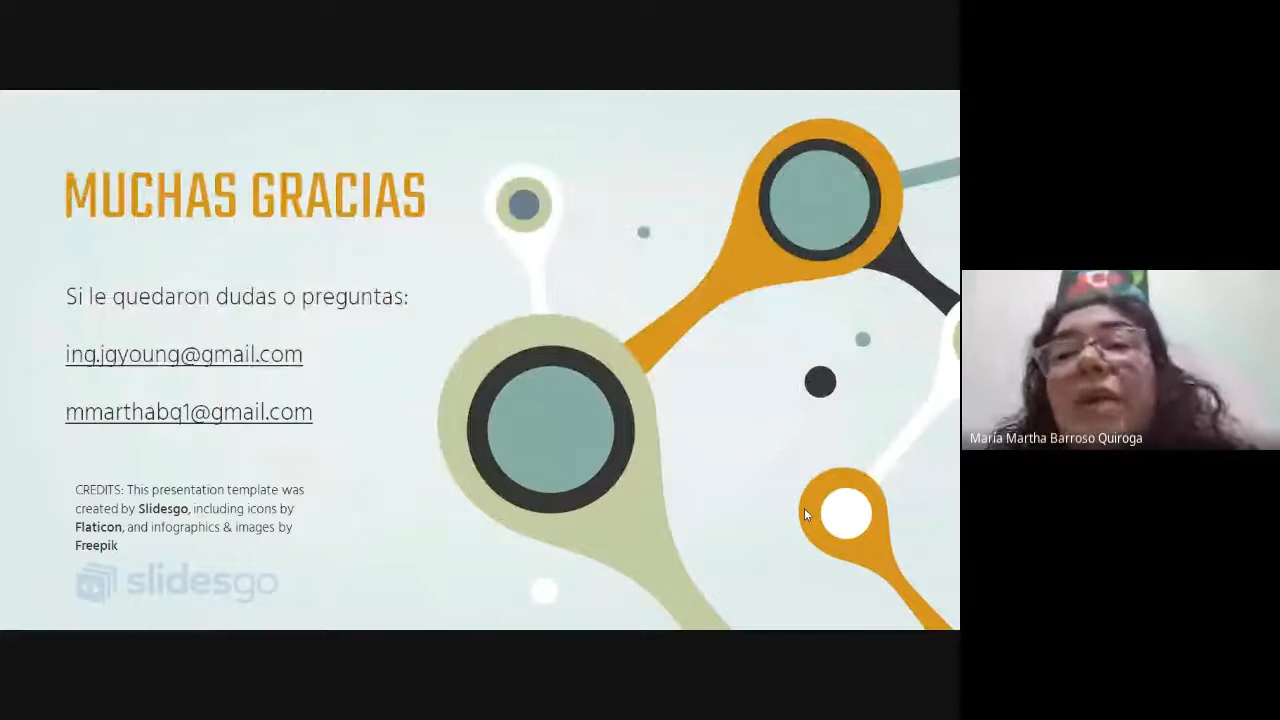 MUCHAS GRACIAS
Si le quedaron dudas o preguntas:
ing.jgyoung@gmail.com
mmarthabq1@gmail.com
CREDITS: This presentation template was
created by Slidesgo, including icons by
Flaticon, and infographics & images by
Freepik
slidesgo
María Martha Barroso Quiroga